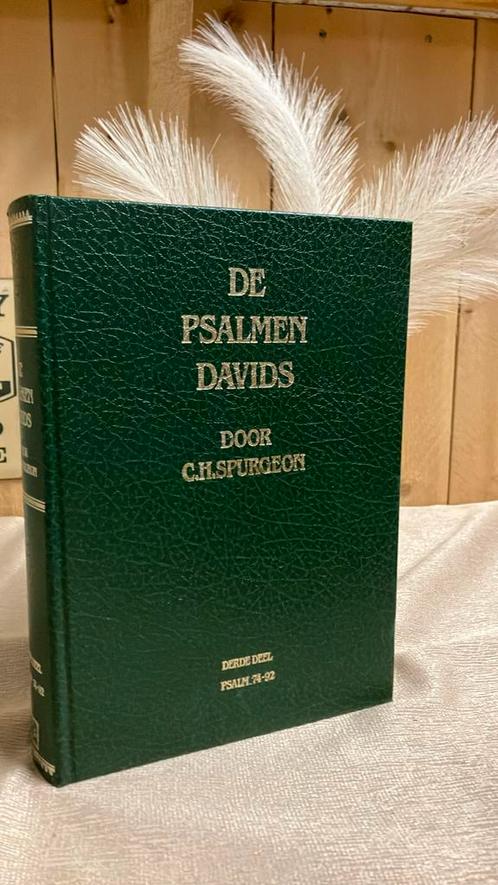 DE
PSALMEN
DAVIDS
DOOR
C.H.SPURGEON
DERDE DEEL
PSALM. 74-92